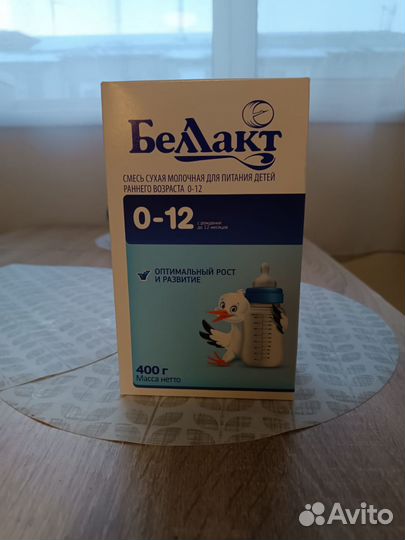 Беллакт
СМЕСЬ СУХАЯ МОЛОЧНАЯ ДЛЯ ПИТАНИЯ ДЕТЕЙ
РАННЕГО ВОЗРАСТА 0-12
0-12
с рождения
до 12 месяцев
ОПТИМАЛЬНЫЙ РОСТ
И РАЗВИТИЕ
400 г
Масса нетто
Avito